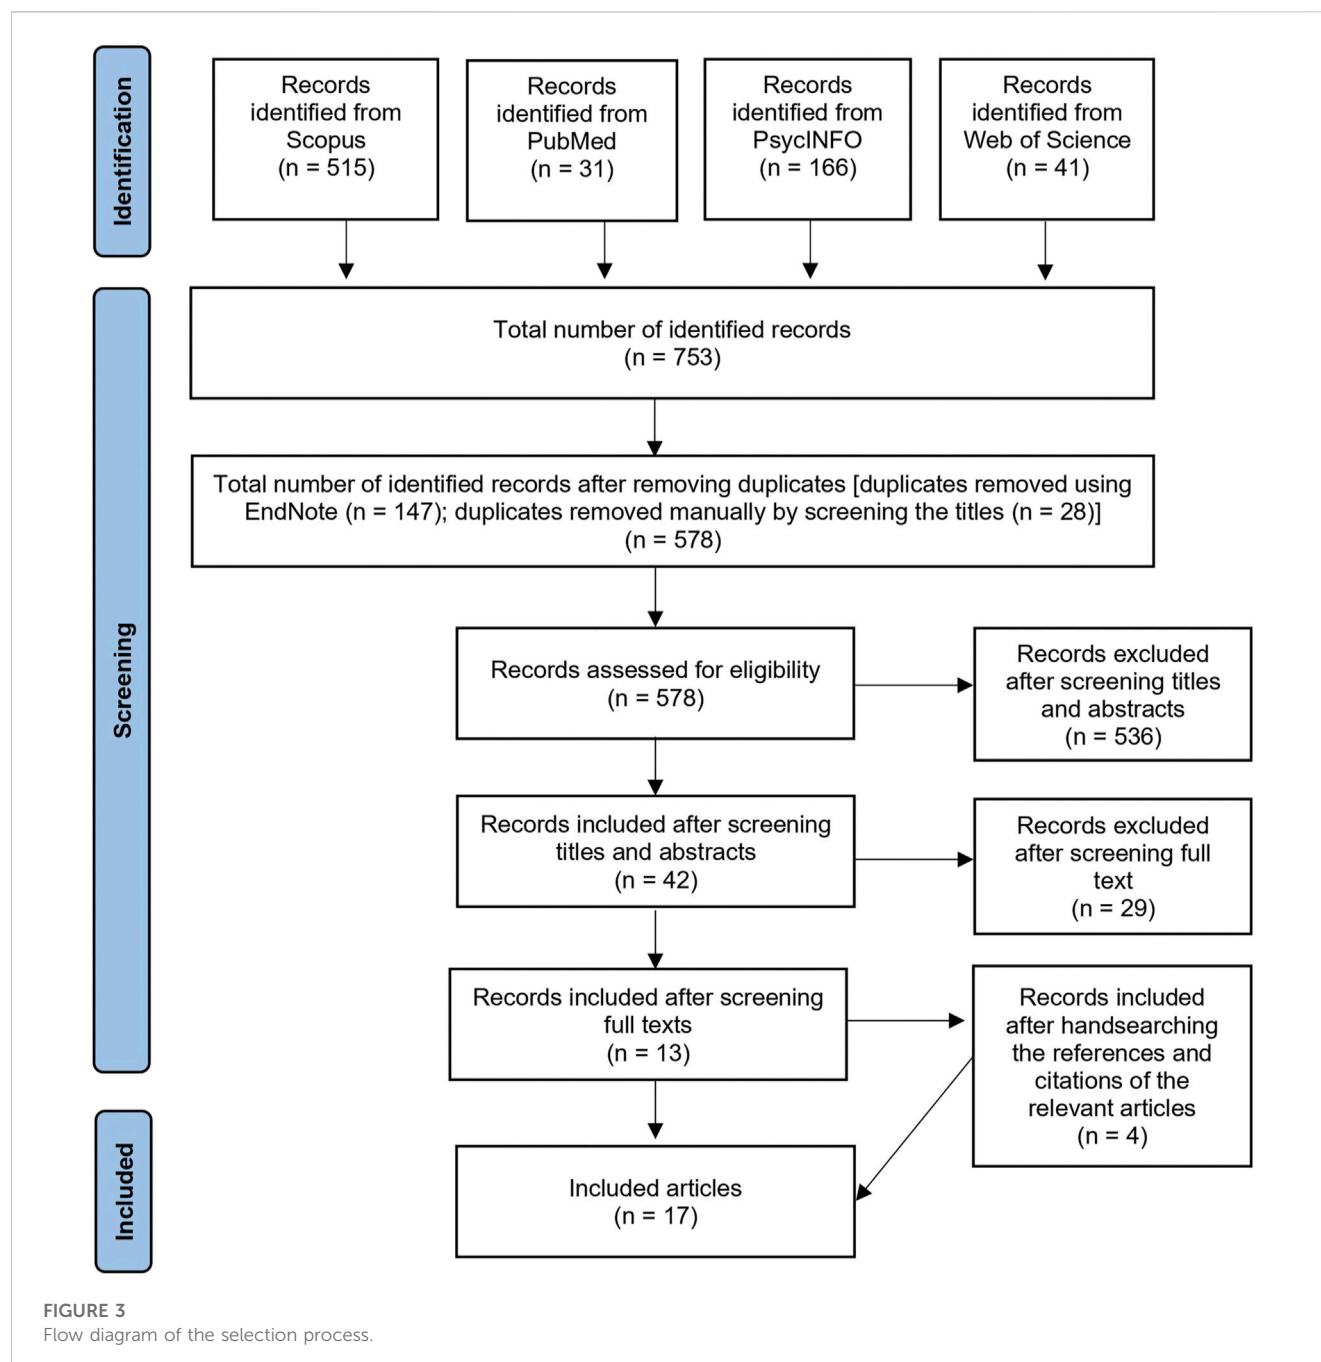 Identification
Records
identified from
Scopus
(n = 515)
Records
identified from
PubMed
(n = 31)
Records
identified from
PsycINFO
(n = 166)
Records
identified from
Web of Science
(n = 41)
Screening
Total number of identified records
(n = 753)
Total number of identified records after removing duplicates [duplicates removed using
EndNote (n = 147); duplicates removed manually by screening the titles (n = 28)]
(n = 578)
Records assessed for eligibility
(n = 578)
Records excluded
after screening titles
and abstracts
(n = 536)
Records included after screening
titles and abstracts
(n = 42)
Records excluded
after screening full
text
(n = 29)
Records included after screening
full texts
(n = 13)
Records included
after handsearching
the references and
citations of the
relevant articles
(n = 4)
Included
Included articles
(n = 17)
FIGURE 3
Flow diagram of the selection process.